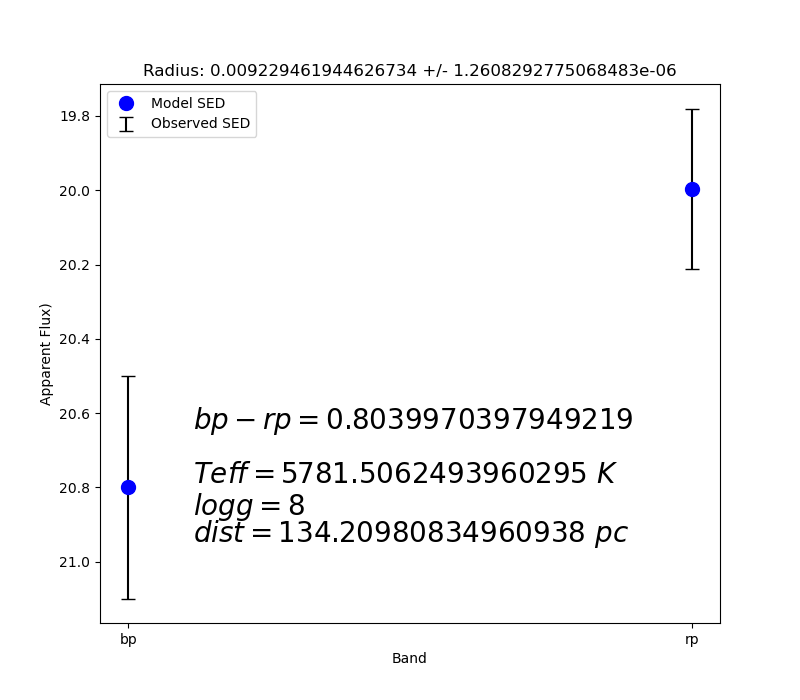 Radius: 0.009229461944626734 +/- 1.2608292775068483e-06
Model SED
Observed SED
19.8
20.0
20.2
20.4
20.6
20.8
21.0
Apparent Flux)
bp − rp = 0.8039970397949219
Teff = 5781.5062493960295 K
logg = 8
dist = 134.20980834960938 pc
bp
rp
Band